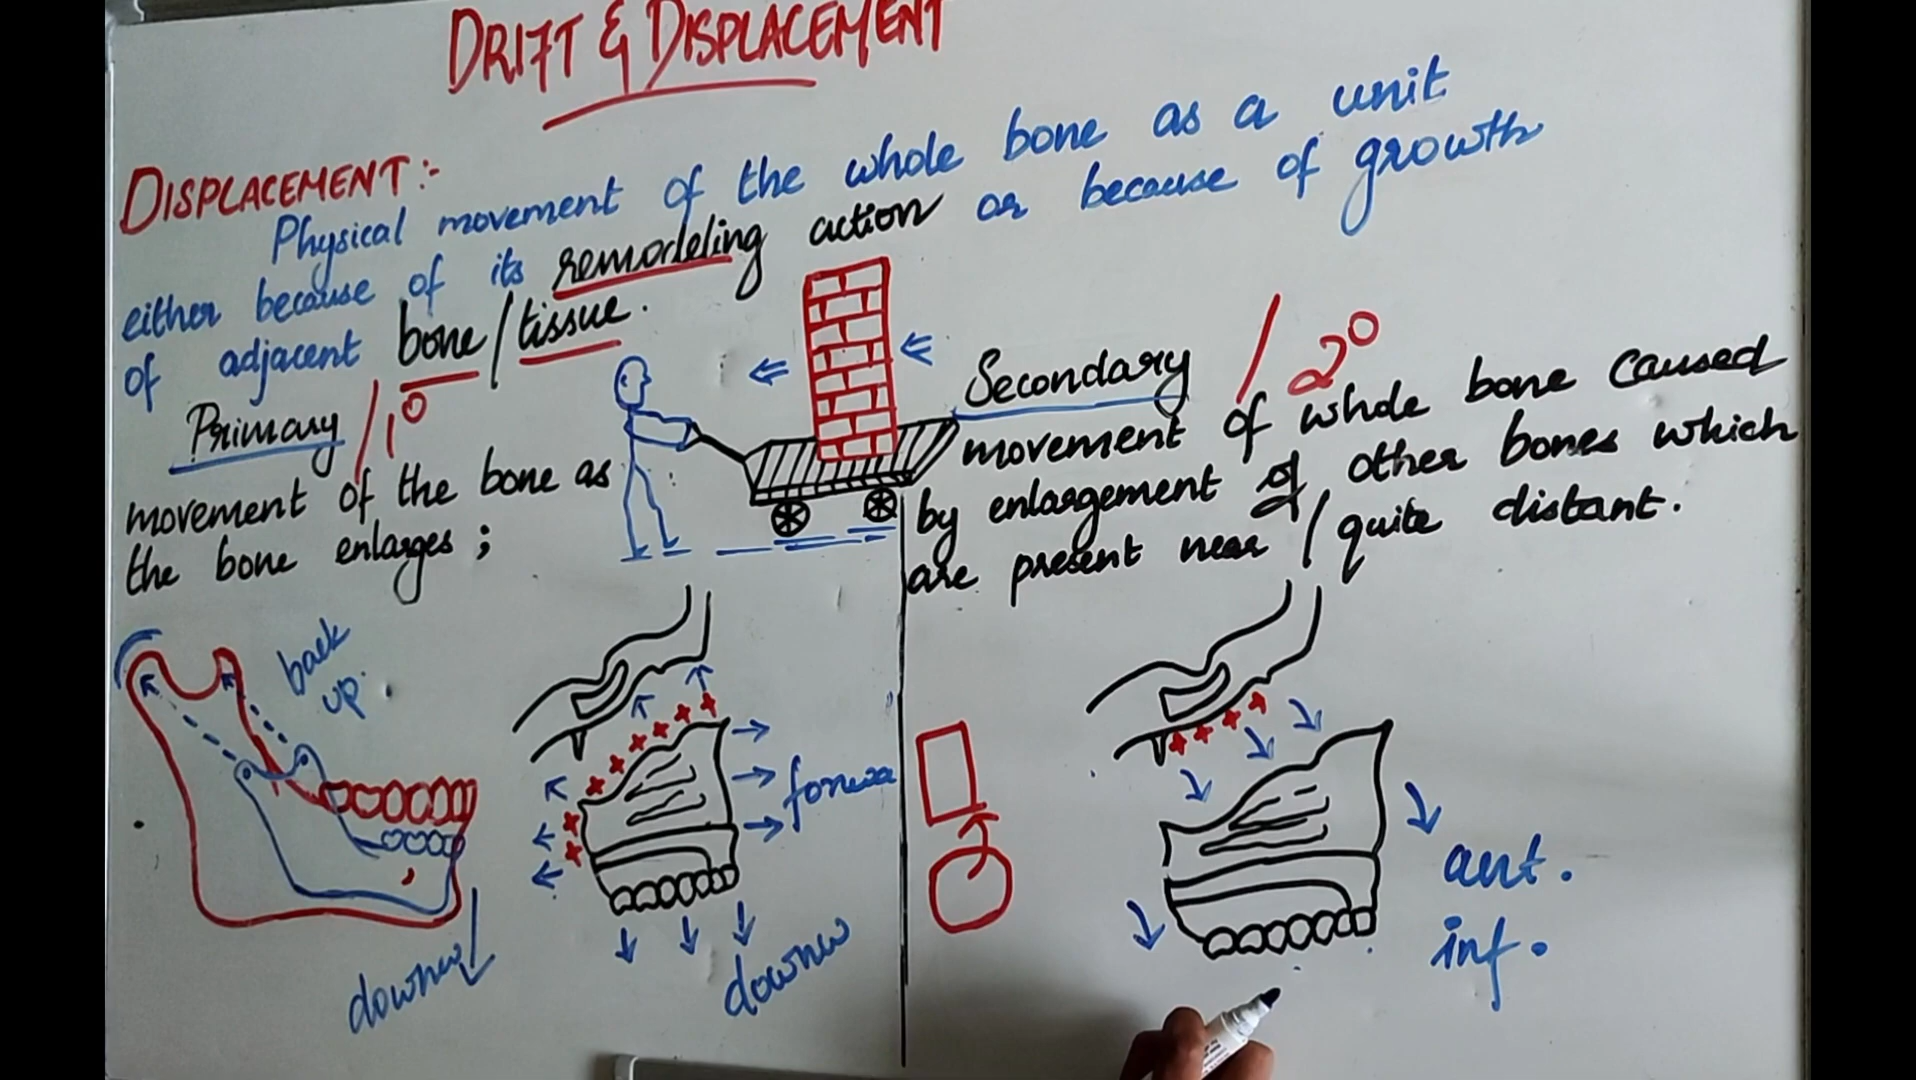 DRIFT & DISPLACEMENT
DISPLACEMENT:-
Physical movement of the whole bone as a unit
either because of its remodeling action or because of growth
of adjacent bone/tissue.
Primary / 1°
movement of the bone as
the bone enlarges ;
Secondary / 2°
movement of whole bone caused
by enlargement of other bones which
are present near / quite distant.
back
up.
downw
forwa
downw
ant.
inf.